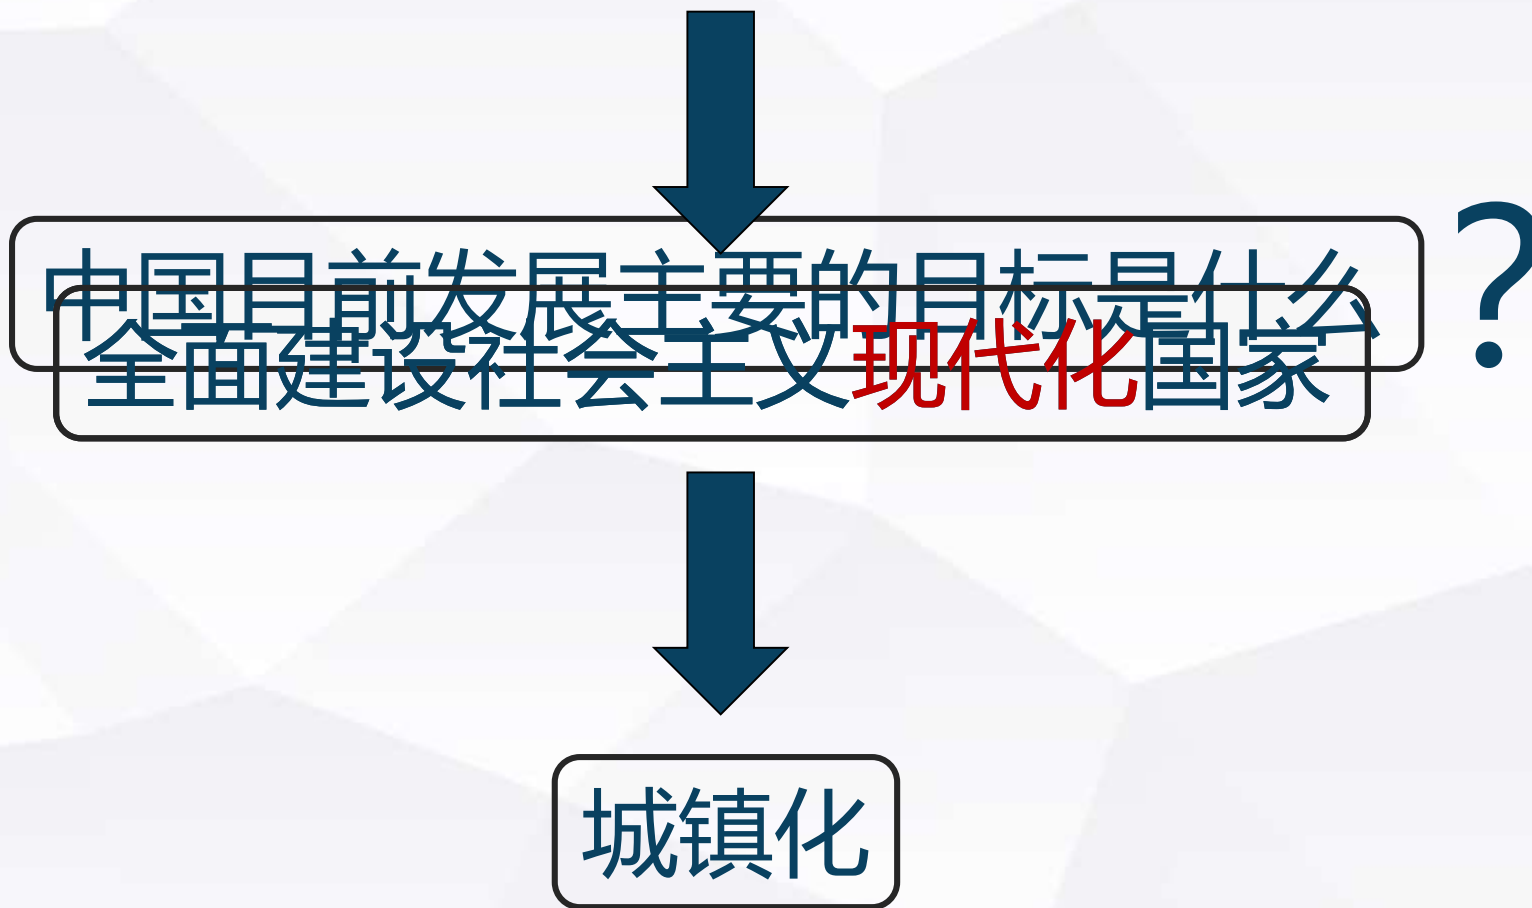 中国目前发展主要的目标是什么?
全面建设社会主义现代化国家
城镇化